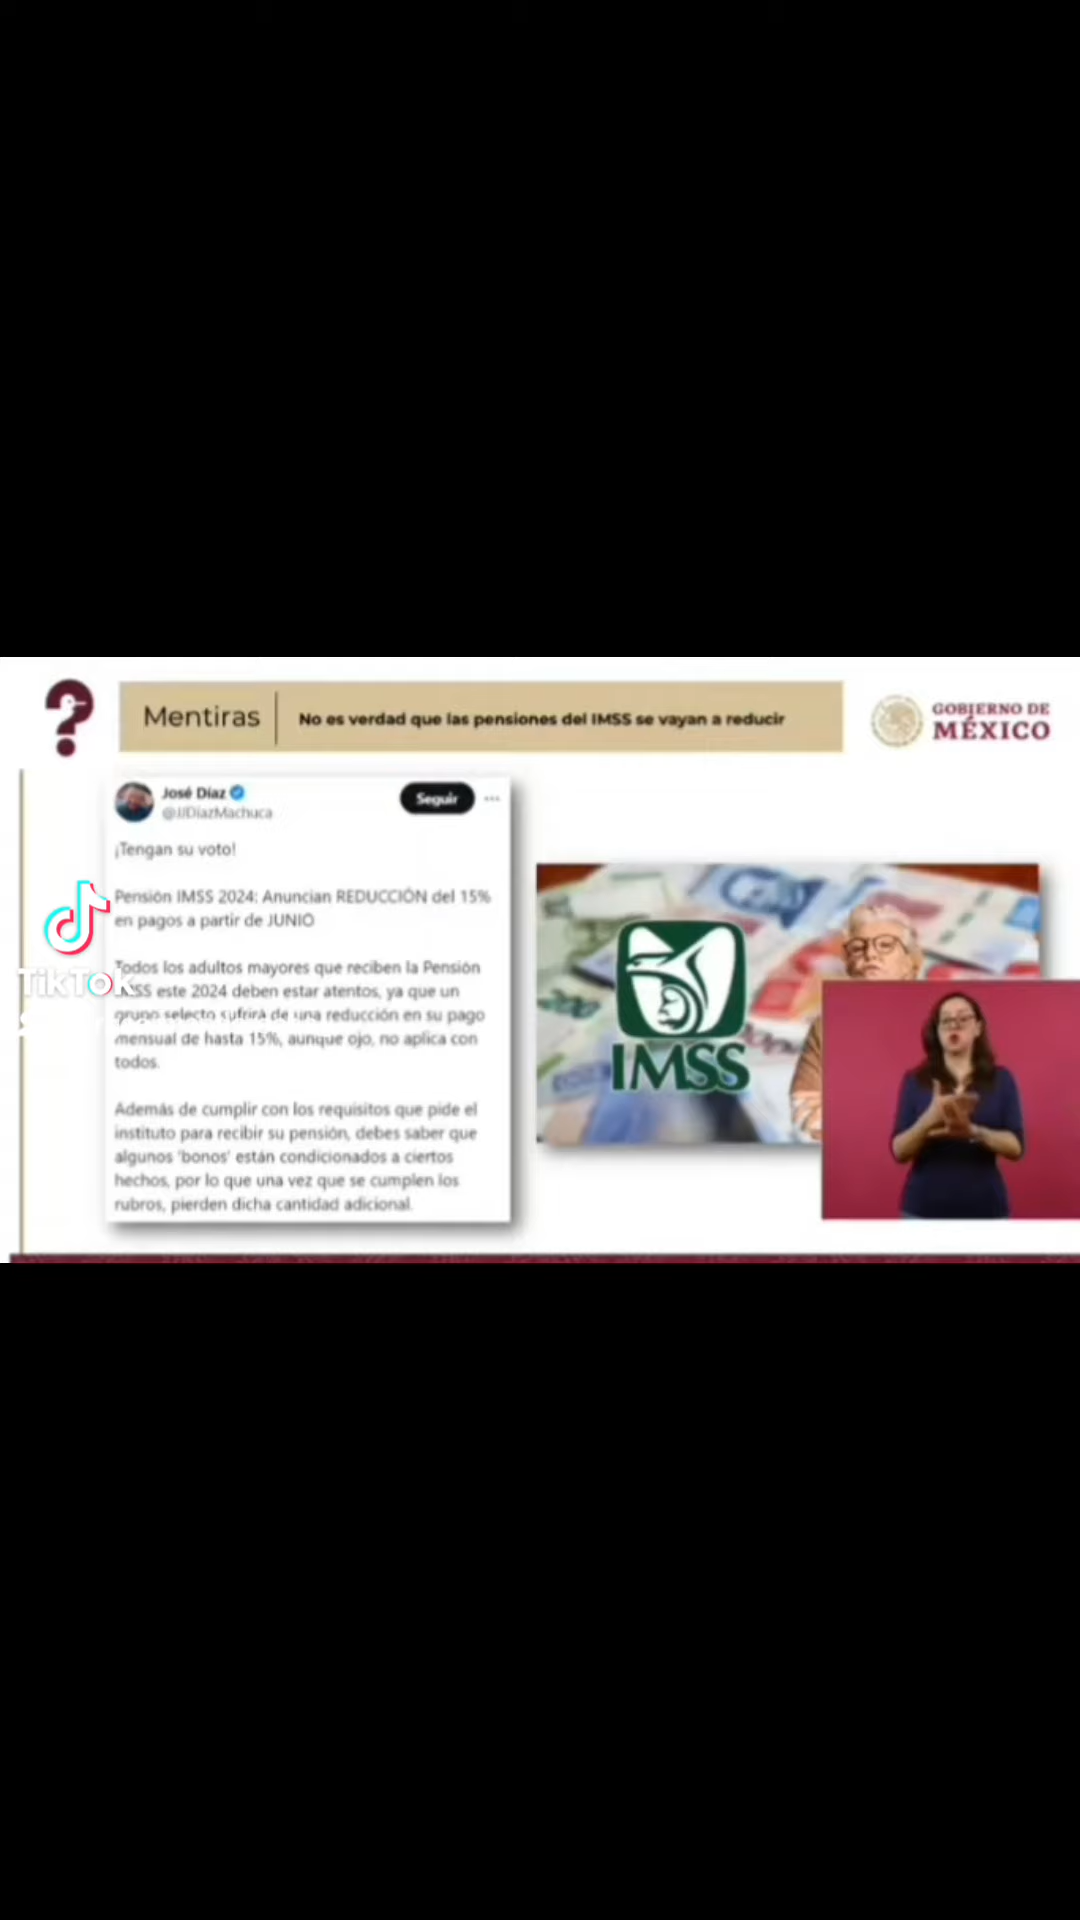 Mentiras
No es verdad que las pensiones del IMSS se vayan a reducir
GOBIERNO DE
MÉXICO
José Díaz
@JJDiazMachuca
Seguir
¡Tengan su voto!
Pensión IMSS 2024: Anuncian REDUCCIÓN del 15%
en pagos a partir de JUNIO
Todos los adultos mayores que reciben la Pensión
IMSS este 2024 deben estar atentos, ya que un
grupo selecto sufrirá de una reducción en su pago
mensual de hasta 15%, aunque ojo, no aplica con
todos.
Además de cumplir con los requisitos que pide el
instituto para recibir su pensión, debes saber que
algunos 'bonos' están condicionados a ciertos
hechos, por lo que una vez que se cumplen los
rubros, pierden dicha cantidad adicional.
TikTok
IMSS